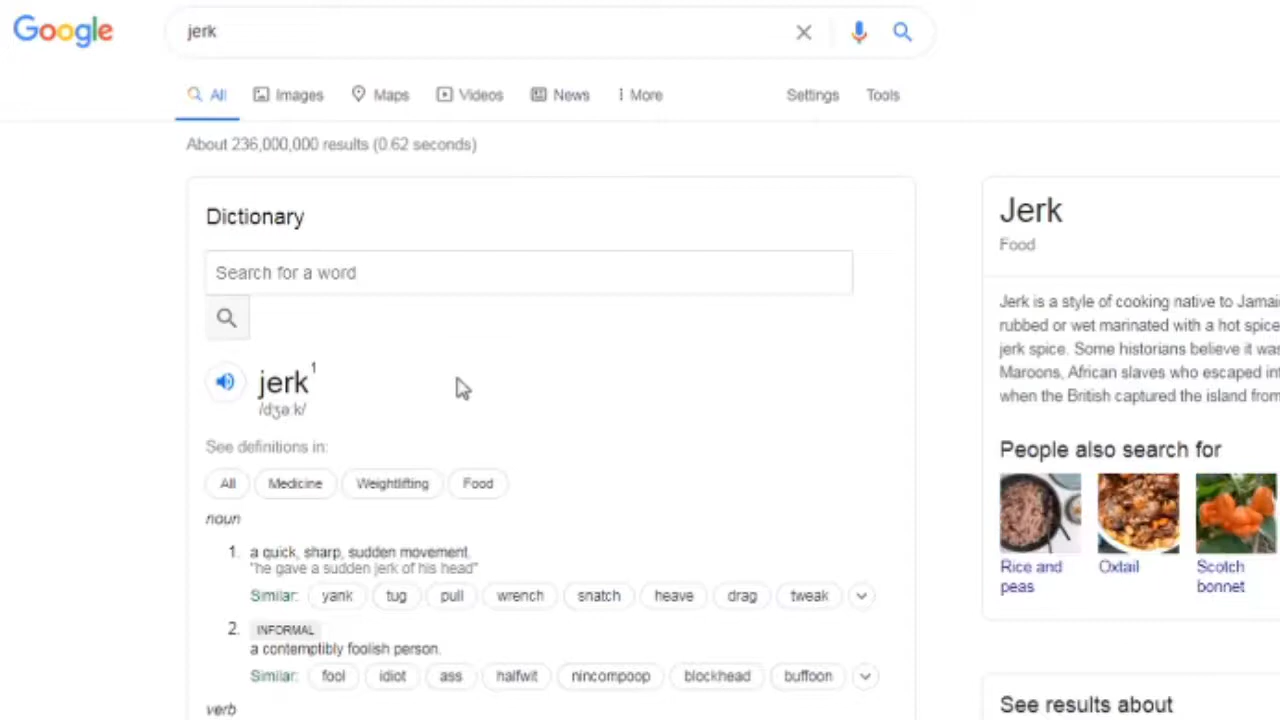 Google
jerk
All Images Maps Videos News More Settings Tools
About 236,000,000 results (0.62 seconds)
Dictionary
Search for a word
jerk1
/dʒəːk/
See definitions in:
All Medicine Weightlifting Food
noun
1. a quick, sharp, sudden movement.
"he gave a sudden jerk of his head"
Similar: yank tug pull wrench snatch heave drag tweak
2. INFORMAL
a contemptibly foolish person.
Similar: fool idiot ass halfwit nincompoop blockhead buffoon
verb
Jerk
Food
Jerk is a style of cooking native to Jamai
rubbed or wet marinated with a hot spice
jerk spice. Some historians believe it was
Maroons, African slaves who escaped int
when the British captured the island from
People also search for
Rice and
peas
Oxtail
Scotch
bonnet
See results about